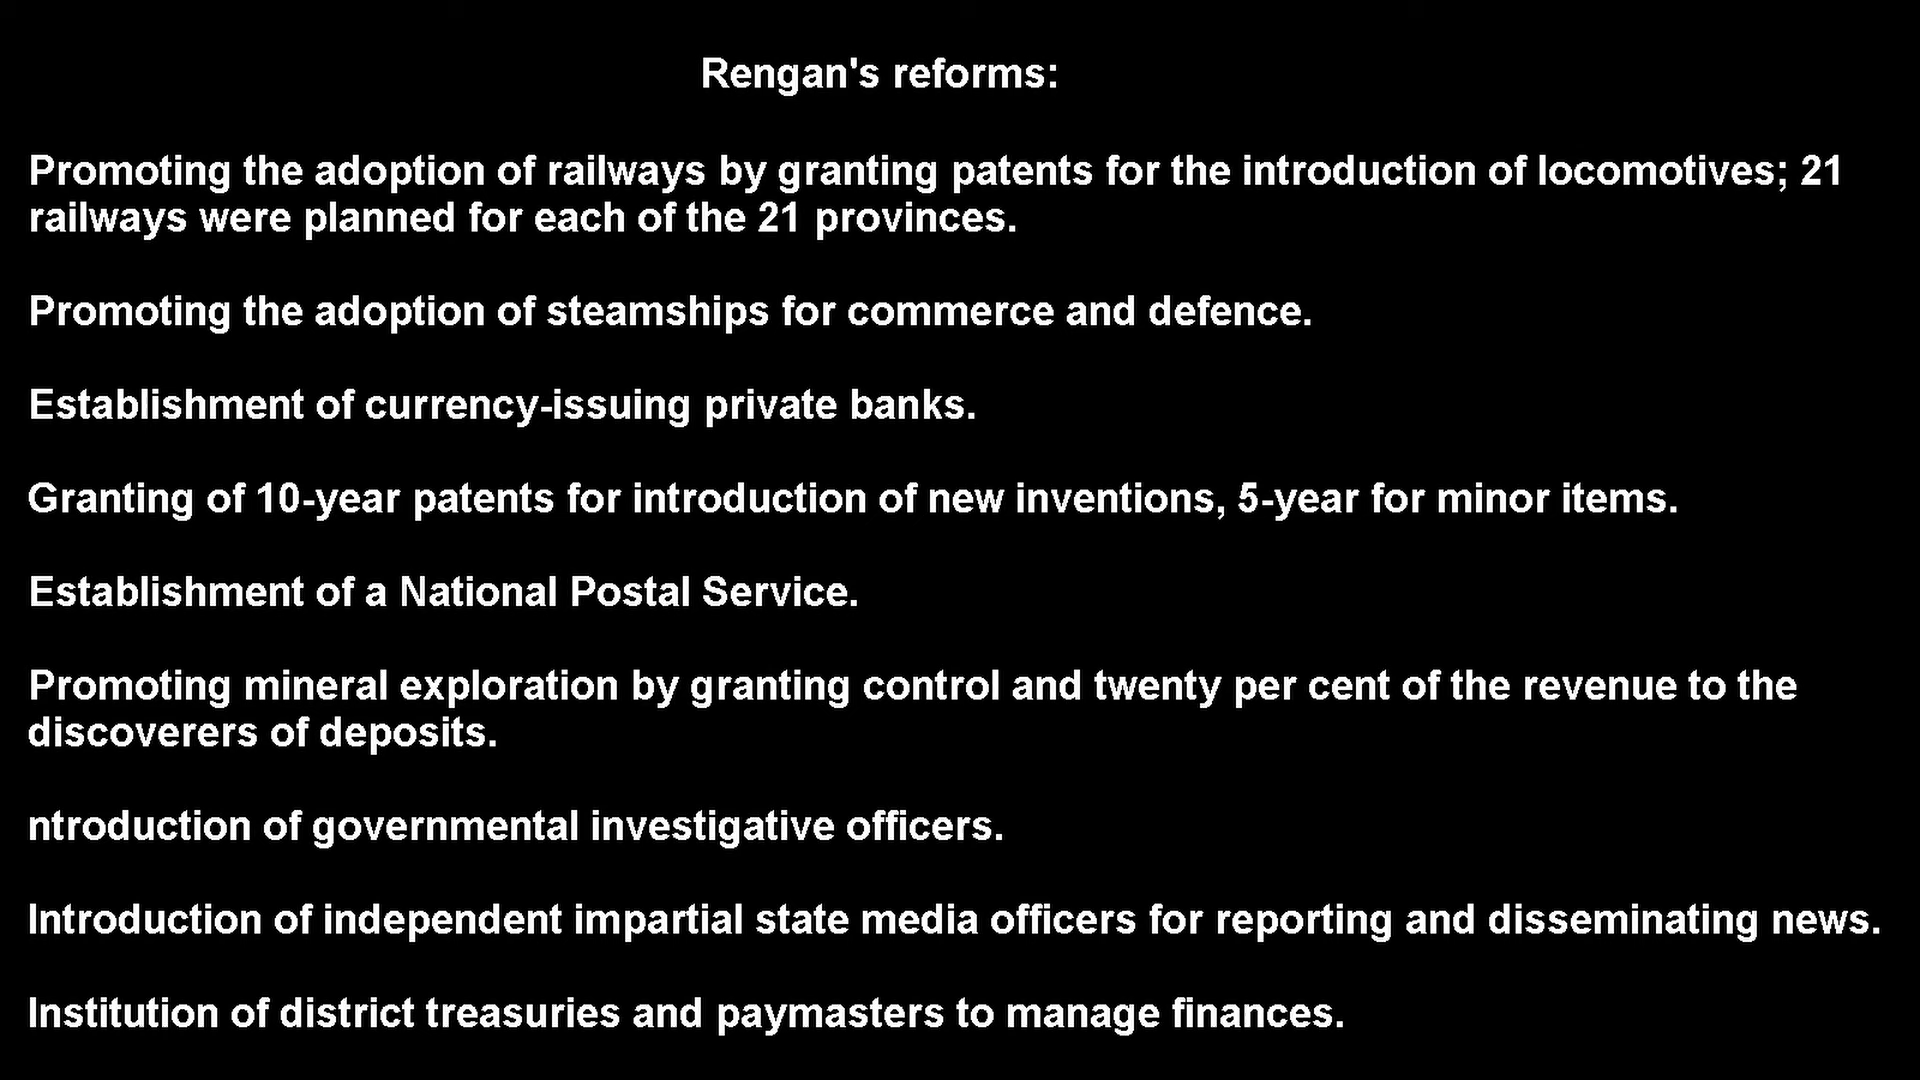 Rengan's reforms:
Promoting the adoption of railways by granting patents for the introduction of locomotives; 21
railways were planned for each of the 21 provinces.
Promoting the adoption of steamships for commerce and defence.
Establishment of currency-issuing private banks.
Granting of 10-year patents for introduction of new inventions, 5-year for minor items.
Establishment of a National Postal Service.
Promoting mineral exploration by granting control and twenty per cent of the revenue to the
discoverers of deposits.
ntroduction of governmental investigative officers.
Introduction of independent impartial state media officers for reporting and disseminating news.
Institution of district treasuries and paymasters to manage finances.